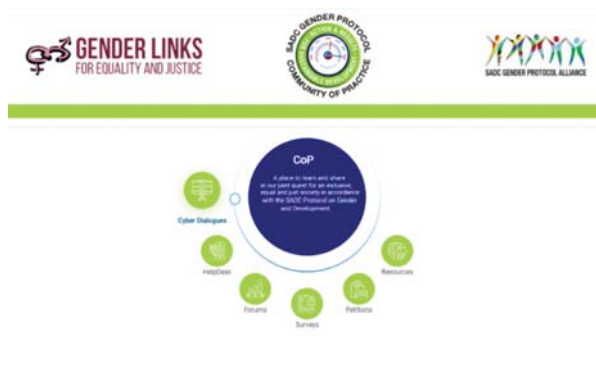 GENDER LINKS
FOR EQUALITY AND JUSTICE
SADC GENDER PROTOCOL
COMMUNITY OF PRACTICE
SADC GENDER PROTOCOL ALLIANCE
CoP
A place to learn and share
in our joint quest for an inclusive,
equal and just society in accordance
with the SADC Protocol on Gender
and Development
Cyber Dialogues
HelpDesk
Forums
Surveys
Petitions
Resources